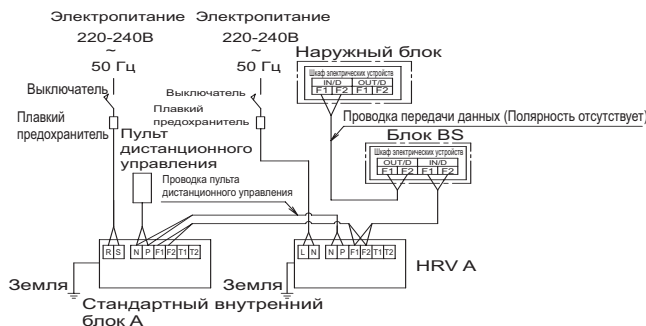 Электропитание
220-240В
~
50 Гц
Электропитание
220-240В
~
50 Гц
Выключатель
Плавкий
предохранитель
Выключатель
Плавкий
предохранитель
Наружный блок
Шкаф электрических устройств
IN/D OUT/D
F1 F2 F1 F2
Проводка передачи данных (Полярность отсутствует)
Блок BS
Шкаф электрических устройств
OUT/D IN/D
F1 F2 F1 F2
Пульт
дистанционного
управления
Проводка пульта
дистанционного управления
R S N P F1 F2 T1 T2
L N N P F1 F2 T1 T2
HRV A
Земля
Земля
Стандартный внутренний
блок A